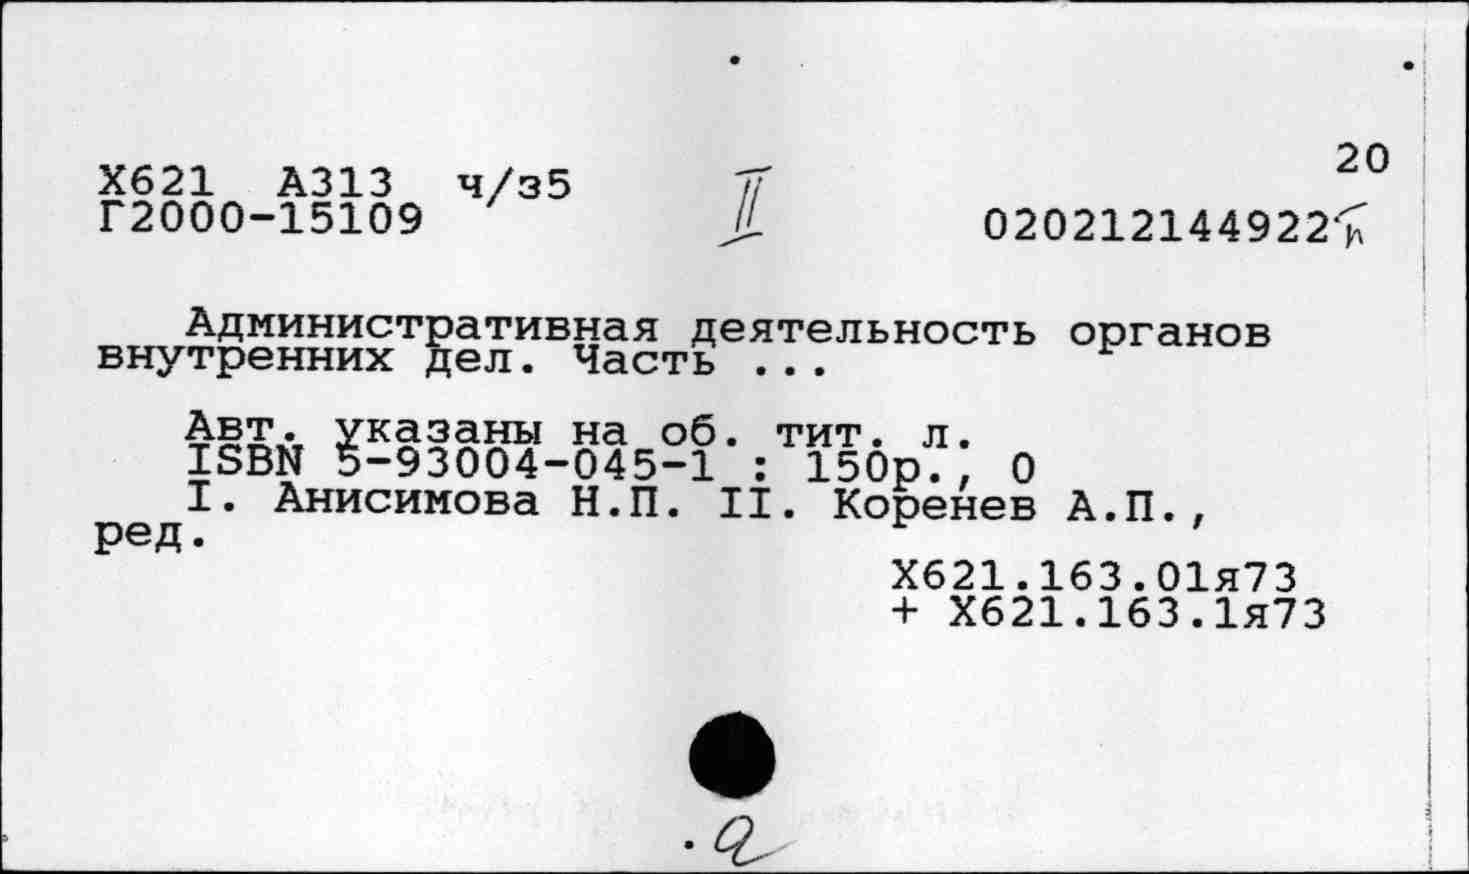 20
Х621 А313 ч/з5
Г2000-15109
II
020212144922
Административная деятельность органов
внутренних дел. Часть ...
Авт. указаны на об. тит. л.
ISBN 5-93004-045-1 : 150р., 0
I. Анисимова Н.П. II. Коренев А.П.,
ред.
Х621.163.01я73
+ Х621.163.1я73